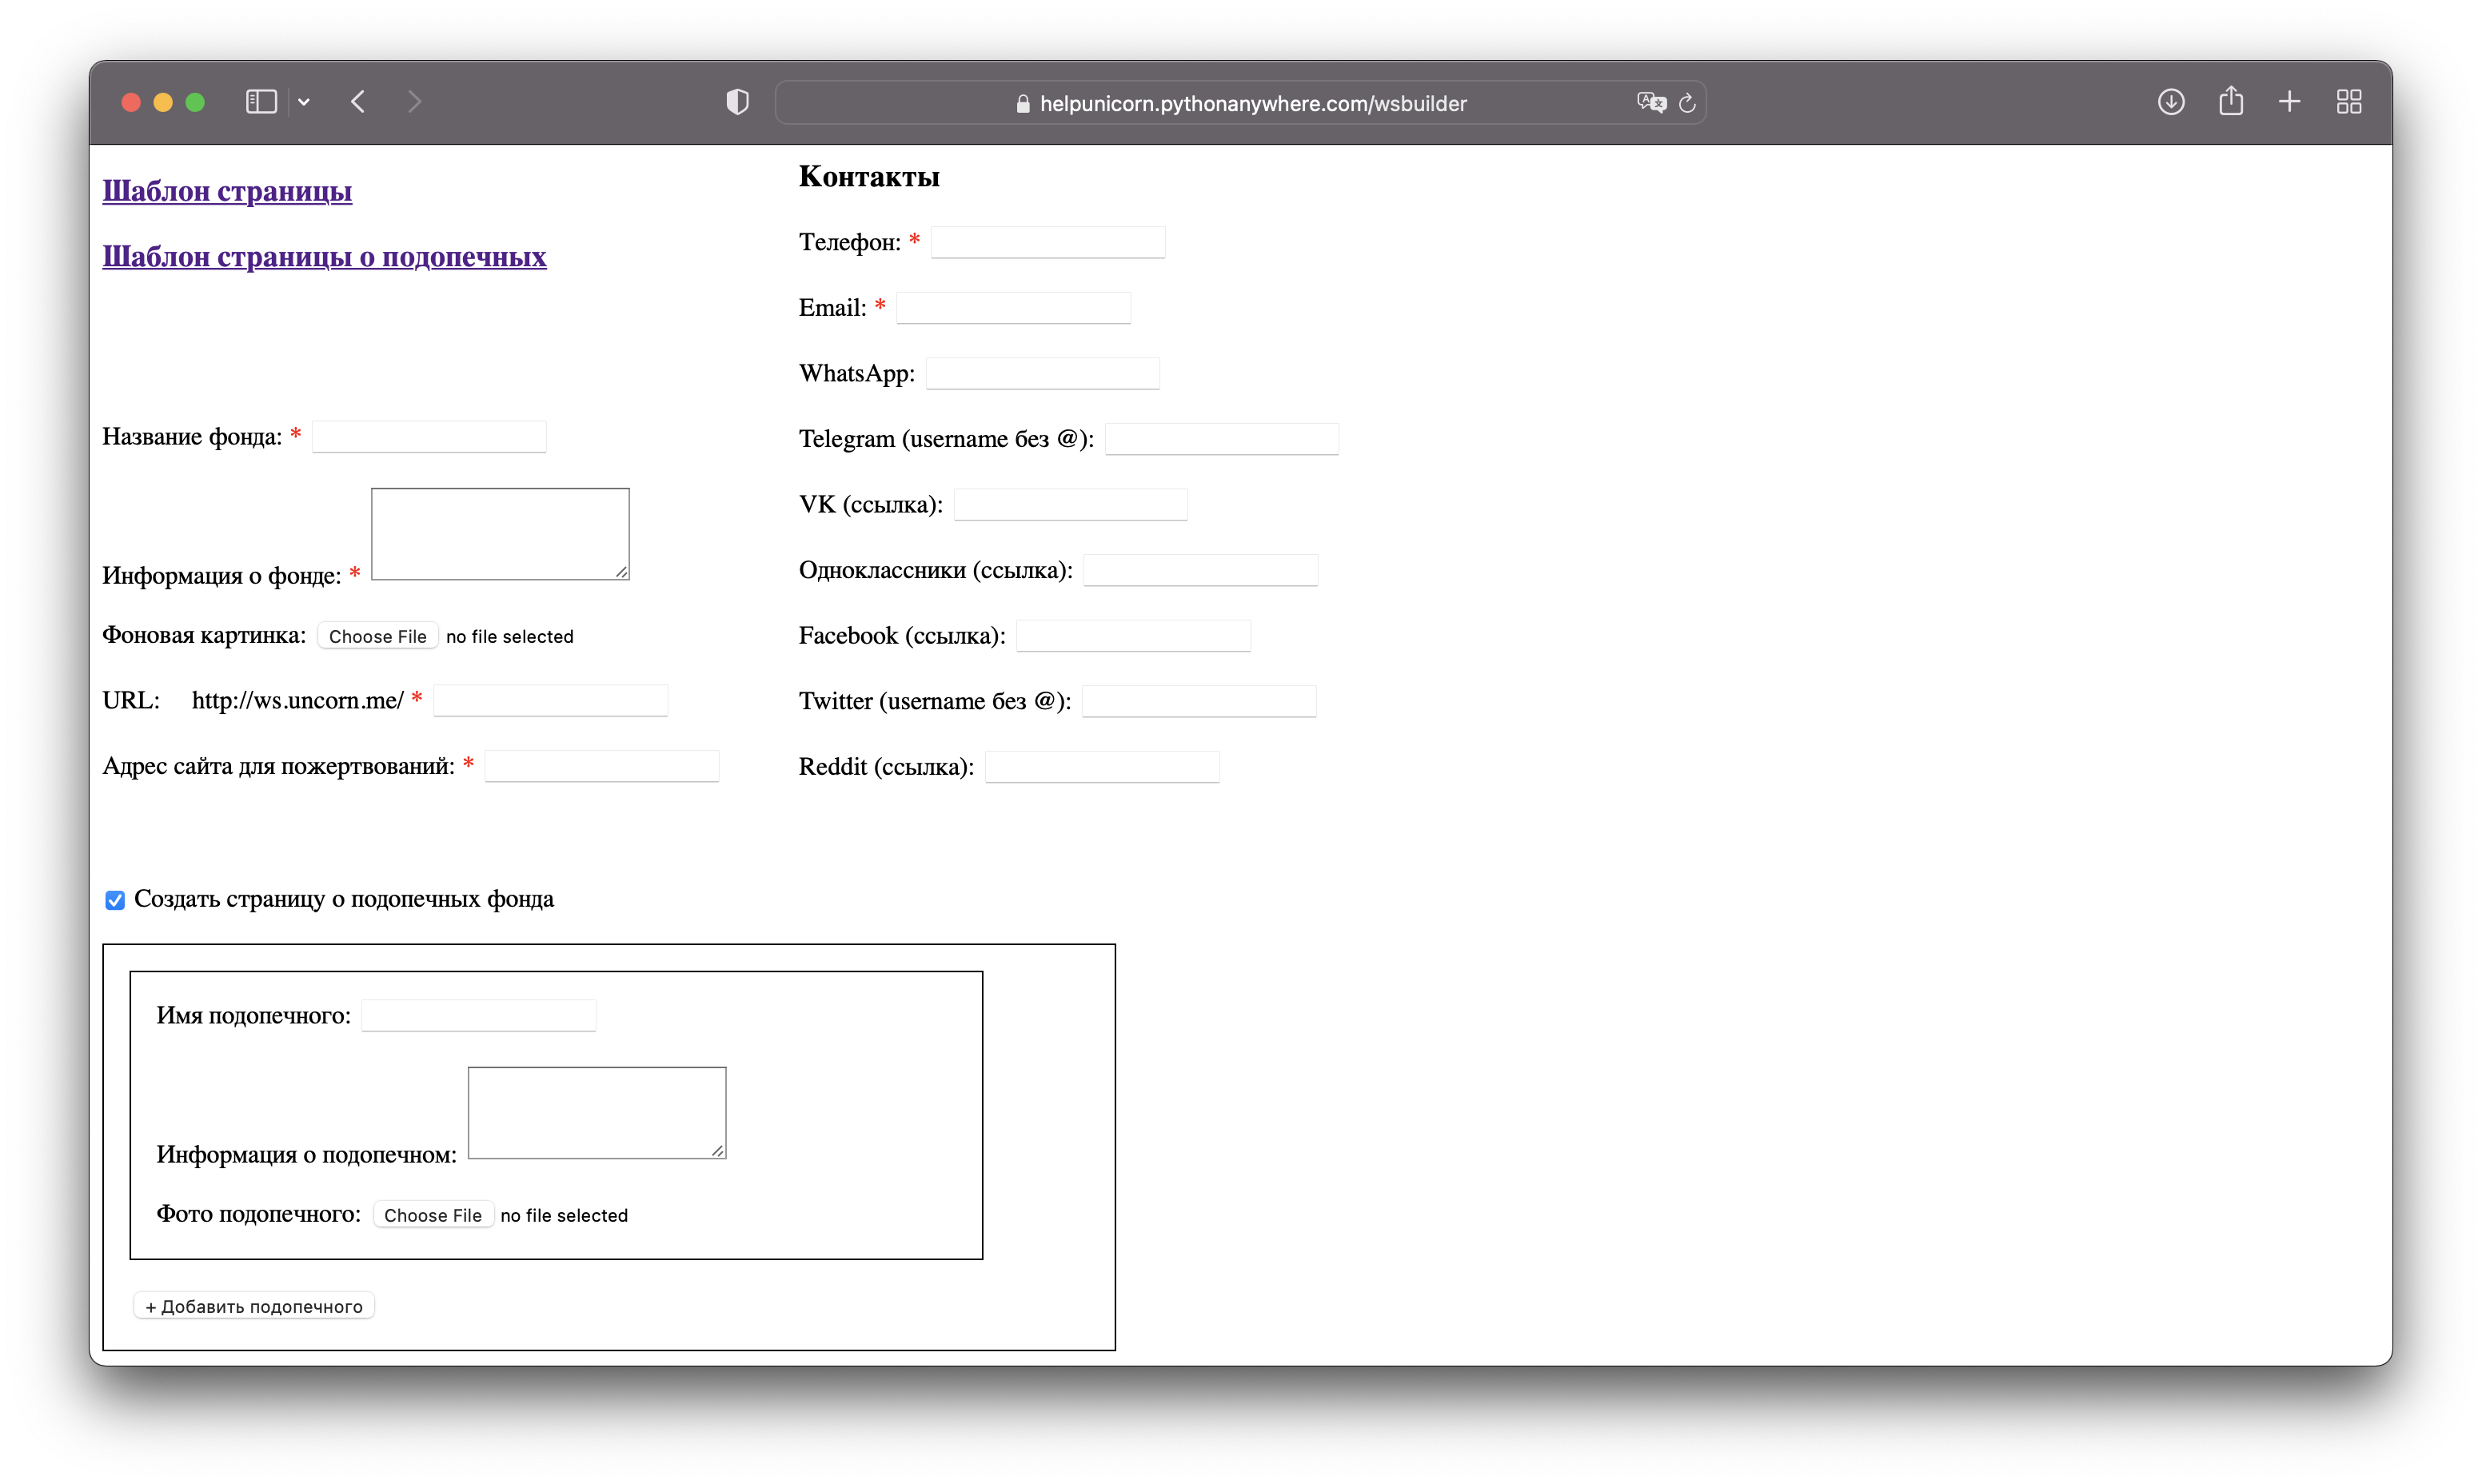 helpunicorn.pythonanywhere.com/wsbuilder
Шаблон страницы
Шаблон страницы о подопечных
Название фонда: *
Информация о фонде: *
Фоновая картинка: Choose File no file selected
URL: http://ws.uncorn.me/ *
Адрес сайта для пожертвований: *
Контакты
Телефон: *
Email: *
WhatsApp:
Telegram (username без @):
VK (ссылка):
Одноклассники (ссылка):
Facebook (ссылка):
Twitter (username без @):
Reddit (ссылка):
Создать страницу о подопечных фонда
Имя подопечного:
Информация о подопечном:
Фото подопечного: Choose File no file selected
+ Добавить подопечного